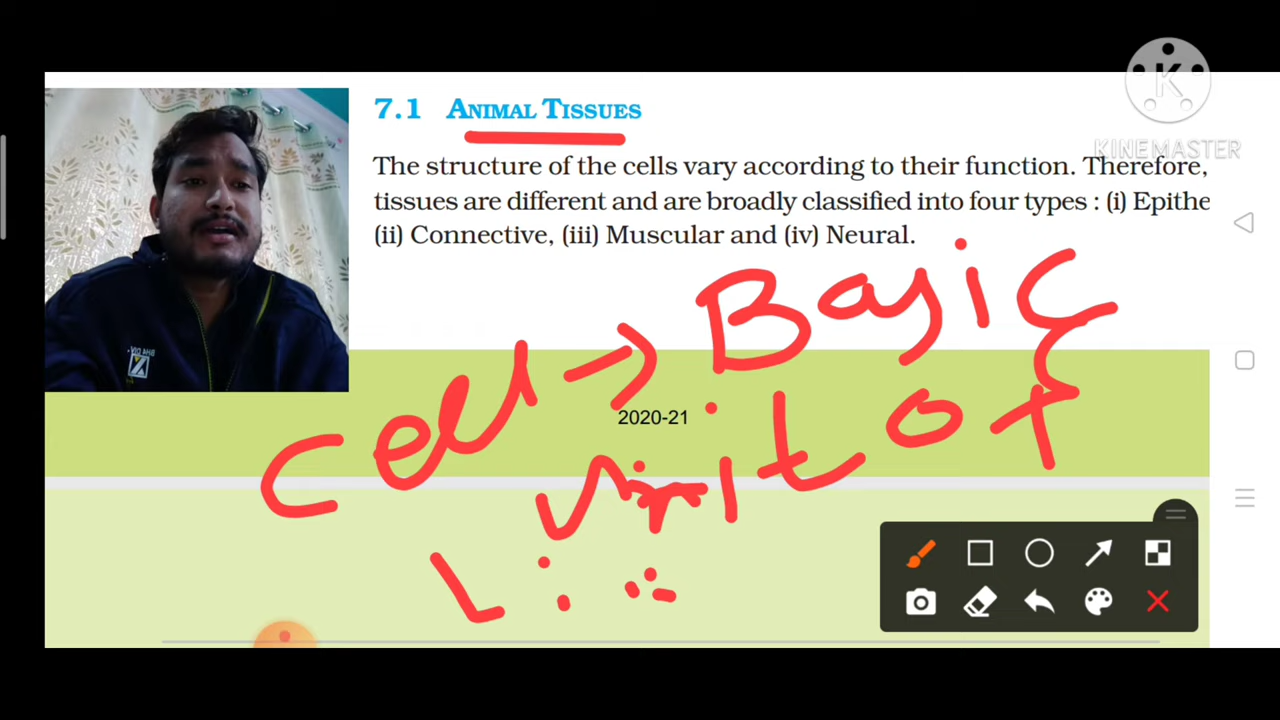 7.1 ANIMAL TISSUES
KINEMASTER
The structure of the cells vary according to their function. Therefore,
tissues are different and are broadly classified into four types : (i) Epithe
(ii) Connective, (iii) Muscular and (iv) Neural.
Cell → Basic
2020-21
Unit of